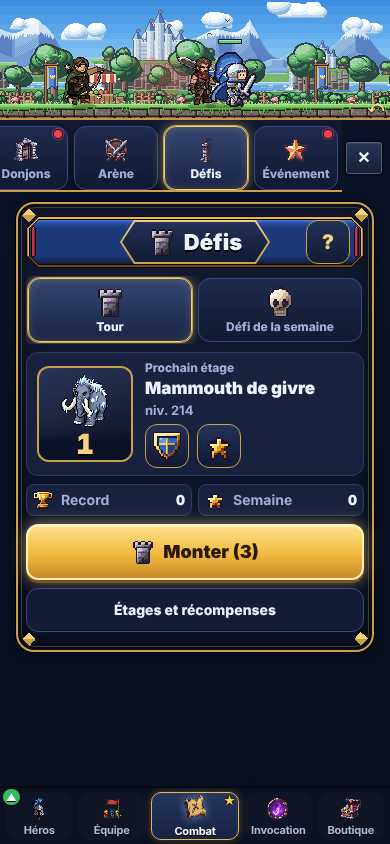 Donjons
Arène
Défis
Événement
×
Défis
?
Tour
Défi de la semaine
Prochain étage
Mammouth de givre
niv. 214
1
Record 0
Semaine 0
Monter (3)
Étages et récompenses
Héros
Équipe
Combat
Invocation
Boutique